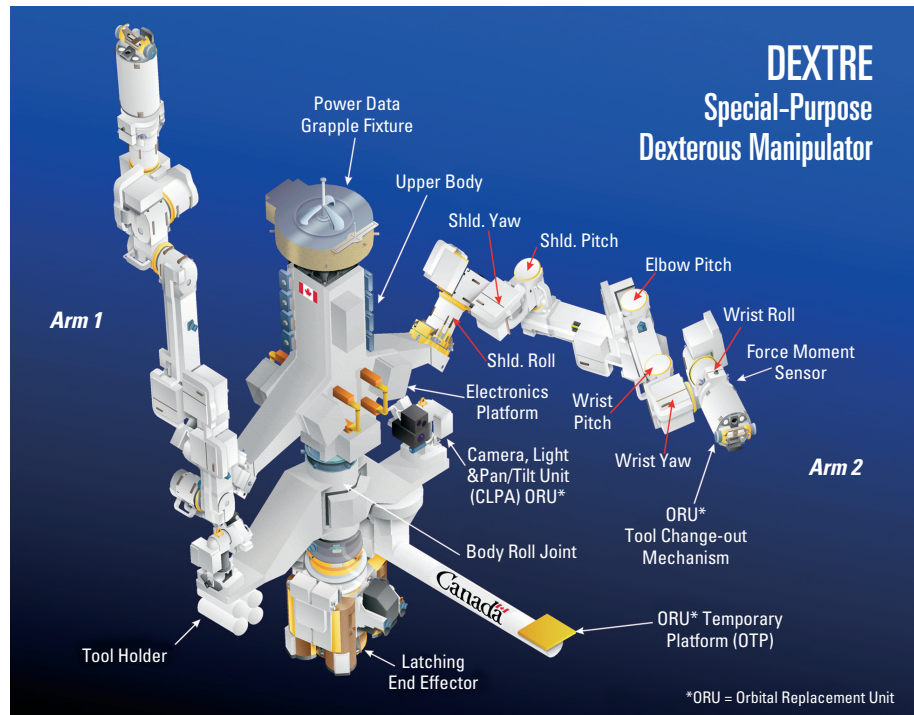 DEXTRE
Special-Purpose
Dexterous Manipulator
Power Data
Grapple Fixture
Upper Body
Shld. Yaw
Shld. Pitch
Elbow Pitch
Wrist Roll
Force Moment
Sensor
Arm 1
Shld. Roll
Electronics
Platform
Wrist
Pitch
Wrist Yaw
Arm 2
Camera, Light
&Pan/Tilt Unit
(CLPA) ORU*
ORU*
Tool Change-out
Mechanism
Body Roll Joint
Canada
ORU* Temporary
Platform (OTP)
Tool Holder
Latching
End Effector
*ORU = Orbital Replacement Unit